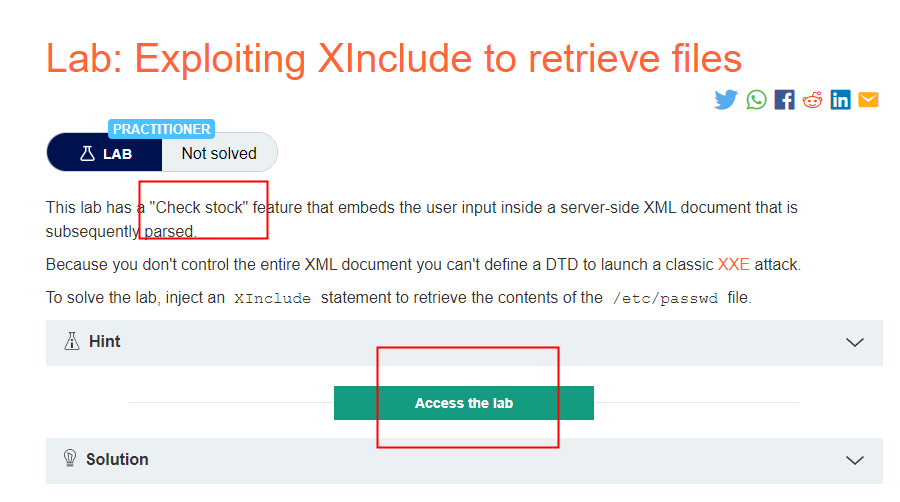 Lab: Exploiting XInclude to retrieve files
PRACTITIONER
LAB
Not solved
This lab has a "Check stock" feature that embeds the user input inside a server-side XML document that is
subsequently parsed.
Because you don't control the entire XML document you can't define a DTD to launch a classic XXE attack.
To solve the lab, inject an XInclude statement to retrieve the contents of the /etc/passwd file.
Hint
Access the lab
Solution